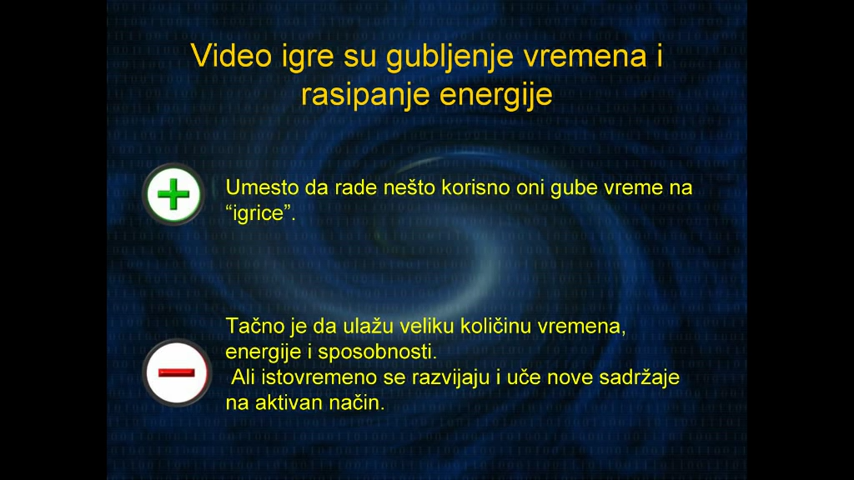 Video igre su gubljenje vremena i
rasipanje energije
Umesto da rade nešto korisno oni gube vreme na
“igrice”.
Tačno je da ulažu veliku količinu vremena,
energije i sposobnosti.
Ali istovremeno se razvijaju i uče nove sadržaje
na aktivan način.